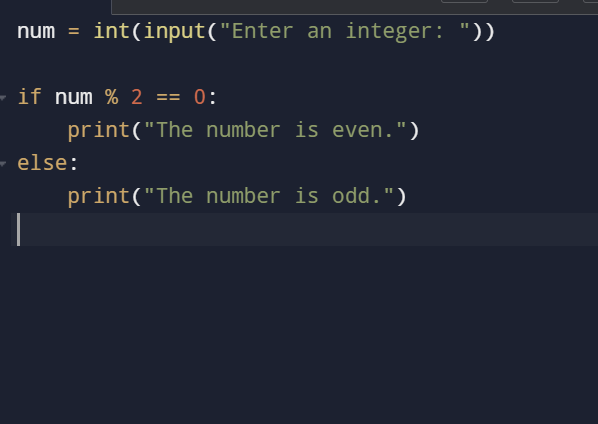 num = int(input("Enter an integer: "))
if num % 2 == 0:
    print("The number is even.")
else:
    print("The number is odd.")